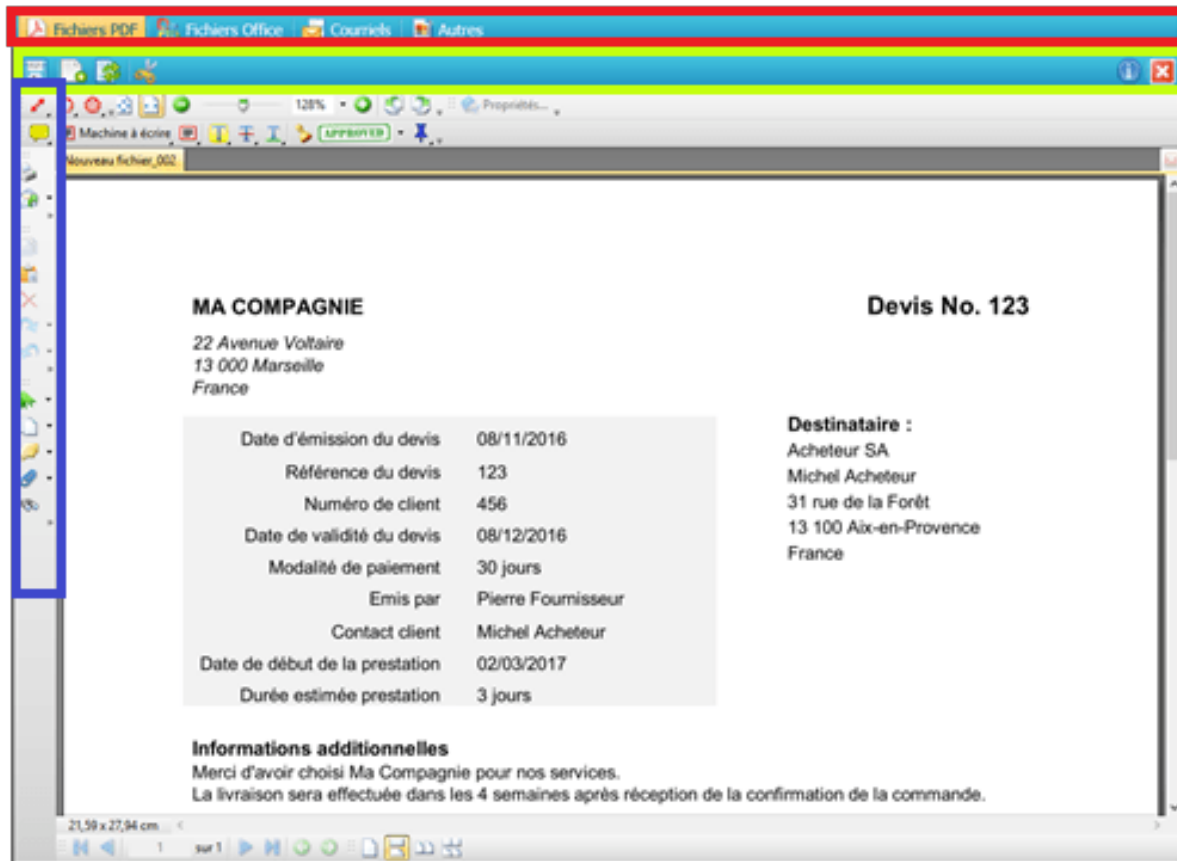 Fichiers PDF Fichiers Office Courriels Autres
128% Propriétés...
Machine à écrire APPROVED
Nouveau fichier_002
MA COMPAGNIE Devis No. 123
22 Avenue Voltaire
13 000 Marseille
France
Destinataire :
Acheteur SA
Michel Acheteur
31 rue de la Forêt
13 100 Aix-en-Provence
France
Date d'émission du devis 08/11/2016
Référence du devis 123
Numéro de client 456
Date de validité du devis 08/12/2016
Modalité de paiement 30 jours
Emis par Pierre Fournisseur
Contact client Michel Acheteur
Date de début de la prestation 02/03/2017
Durée estimée prestation 3 jours
Informations additionnelles
Merci d'avoir choisi Ma Compagnie pour nos services.
La livraison sera effectuée dans les 4 semaines après réception de la confirmation de la commande.
21,59 x 27,94 cm
1 sur 1